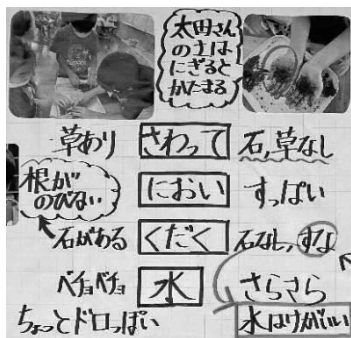 太田さん
の土は
にぎると
かたまる
草あり
さわって
石,草なし
根が
のびない
におい
すっぱい
石がある
くだく
石なし,すな
ベチョベチョ
水
さらさら
ちょっとドロっぽい
水はけがいい